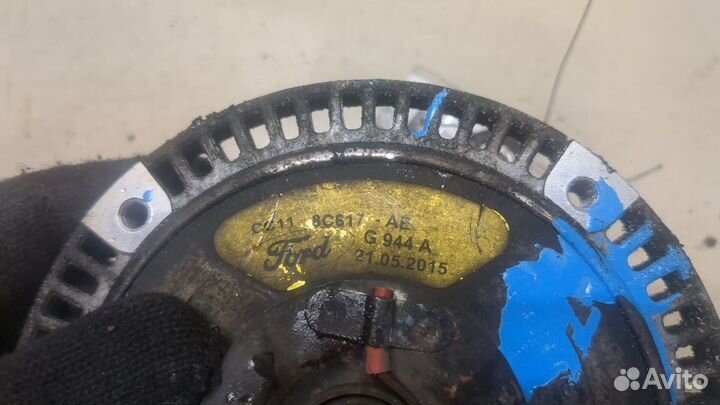 CC11 8C617 - AE
Ford G 944 A
21.05.2015
Avito